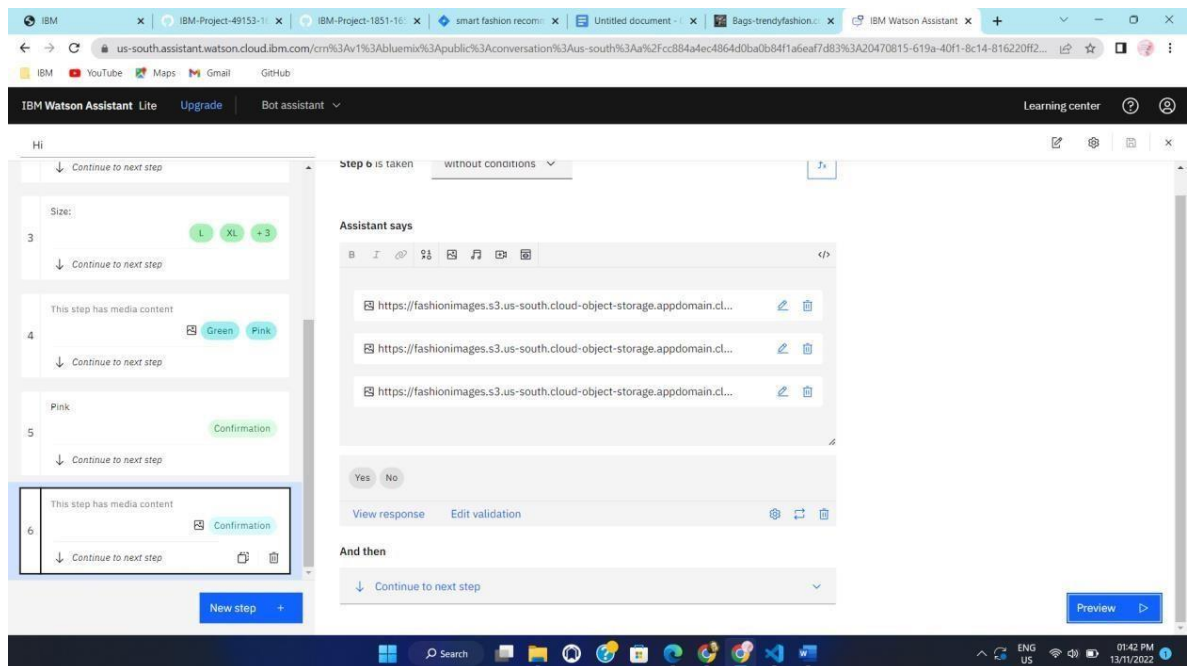 IBM
IBM-Project-49153-1
IBM-Project-1851-16
smart fashion recomm
Untitled document -
Bags-trendyfashion.c
IBM Watson Assistant
us-south.assistant.watson.cloud.ibm.com/crn%3Av1%3Abluemix%3Apublic%3Aconversation%3Aus-south%3Aa%2Fcc884a4ec4864d0ba0b84f1a6eaf7d83%3A20470815-619a-40f1-8c14-816220ff2...
IBM YouTube Maps Gmail GitHub
IBM Watson Assistant Lite Upgrade Bot assistant Learning center
Hi
Continue to next step
3
Size:
L XL + 3
Continue to next step
4
This step has media content
Green Pink
Continue to next step
5
Pink
Confirmation
Continue to next step
6
This step has media content
Confirmation
Continue to next step
New step +
Step 6 is taken without conditions
fx
Assistant says
B I
</>
https://fashionimages.s3.us-south.cloud-object-storage.appdomain.cl...
https://fashionimages.s3.us-south.cloud-object-storage.appdomain.cl...
https://fashionimages.s3.us-south.cloud-object-storage.appdomain.cl...
Yes No
View response Edit validation
And then
Continue to next step
Preview
Search
ENG
US
01:42 PM
13/11/2022
1